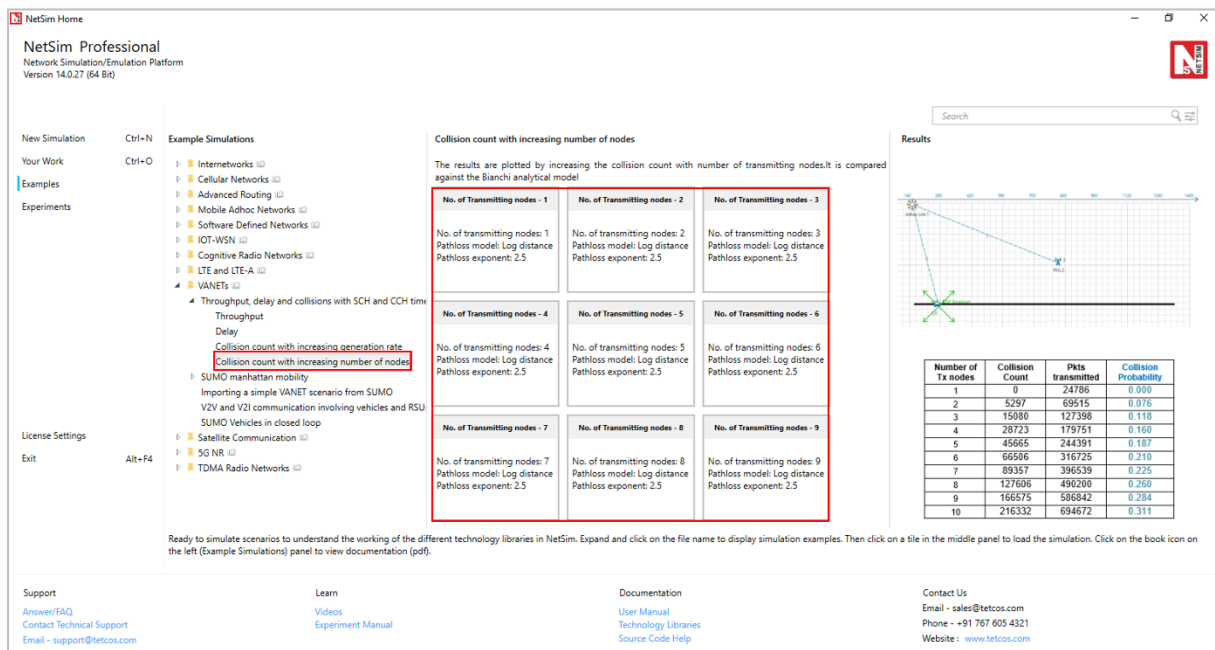 NetSim Home
NetSim Professional
Network Simulation/Emulation Platform
Version 14.0.27 (64 Bit)
NETSIM
Search
New Simulation Ctrl+N
Your Work Ctrl+O
Examples
Experiments
License Settings
Exit Alt+F4
Example Simulations
Internetworks
Cellular Networks
Advanced Routing
Mobile Adhoc Networks
Software Defined Networks
IOT-WSN
Cognitive Radio Networks
LTE and LTE-A
VANETs
Throughput, delay and collisions with SCH and CCH time
Throughput
Delay
Collision count with increasing generation rate
Collision count with increasing number of nodes
SUMO manhattan mobility
Importing a simple VANET scenario from SUMO
V2V and V2I communication involving vehicles and RSU
SUMO Vehicles in closed loop
Satellite Communication
5G NR
TDMA Radio Networks
Collision count with increasing number of nodes
The results are plotted by increasing the collision count with number of transmitting nodes.It is compared
against the Bianchi analytical model
No. of Transmitting nodes - 1
No. of transmitting nodes: 1
Pathloss model: Log distance
Pathloss exponent: 2.5
No. of Transmitting nodes - 2
No. of transmitting nodes: 2
Pathloss model: Log distance
Pathloss exponent: 2.5
No. of Transmitting nodes - 3
No. of transmitting nodes: 3
Pathloss model: Log distance
Pathloss exponent: 2.5
No. of Transmitting nodes - 4
No. of transmitting nodes: 4
Pathloss model: Log distance
Pathloss exponent: 2.5
No. of Transmitting nodes - 5
No. of transmitting nodes: 5
Pathloss model: Log distance
Pathloss exponent: 2.5
No. of Transmitting nodes - 6
No. of transmitting nodes: 6
Pathloss model: Log distance
Pathloss exponent: 2.5
No. of Transmitting nodes - 7
No. of transmitting nodes: 7
Pathloss model: Log distance
Pathloss exponent: 2.5
No. of Transmitting nodes - 8
No. of transmitting nodes: 8
Pathloss model: Log distance
Pathloss exponent: 2.5
No. of Transmitting nodes - 9
No. of transmitting nodes: 9
Pathloss model: Log distance
Pathloss exponent: 2.5
Results
Number of Tx nodes Collision Count Pkts transmitted Collision Probability
1 0 24786 0.000
2 5297 69515 0.076
3 15080 127398 0.118
4 28723 179751 0.160
5 45665 244391 0.187
6 66506 316725 0.210
7 89357 396539 0.225
8 127606 490200 0.260
9 166575 586842 0.284
10 216332 694672 0.311
Ready to simulate scenarios to understand the working of the different technology libraries in NetSim. Expand and click on the file name to display simulation examples. Then click on a tile in the middle panel to load the simulation. Click on the book icon on
the left (Example Simulations) panel to view documentation (pdf).
Support
Answer/FAQ
Contact Technical Support
Email - support@tetcos.com
Learn
Videos
Experiment Manual
Documentation
User Manual
Technology Libraries
Source Code Help
Contact Us
Email - sales@tetcos.com
Phone - +91 767 605 4321
Website : www.tetcos.com